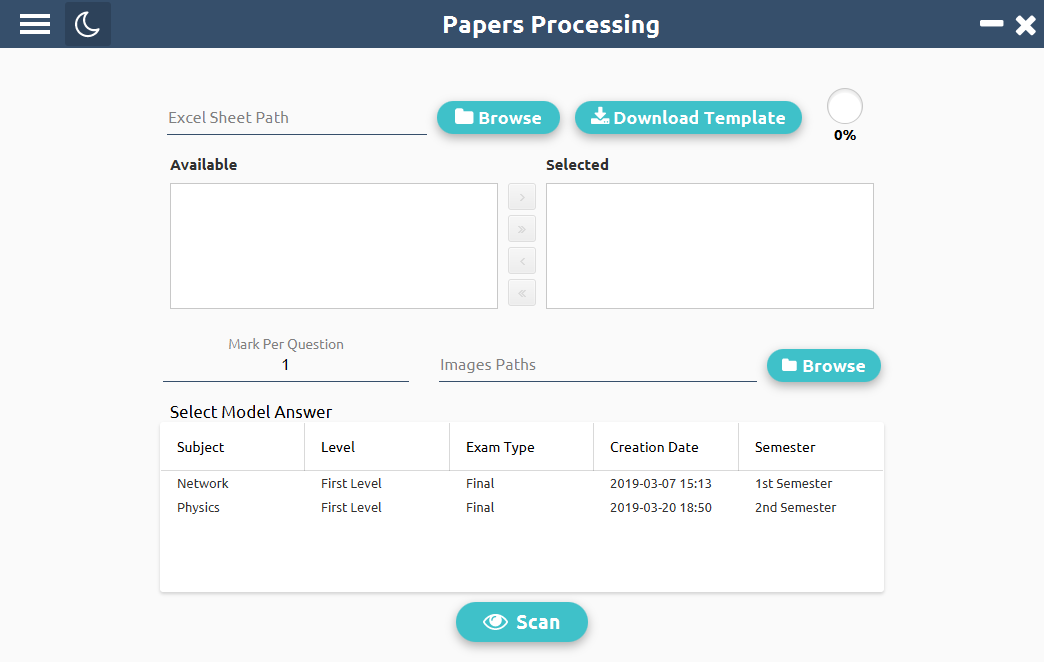 Papers Processing
Excel Sheet Path Browse Download Template
0%
Available Selected
Mark Per Question
1 Images Paths Browse
Select Model Answer
Subject Level Exam Type Creation Date Semester
Network First Level Final 2019-03-07 15:13 1st Semester
Physics First Level Final 2019-03-20 18:50 2nd Semester
Scan